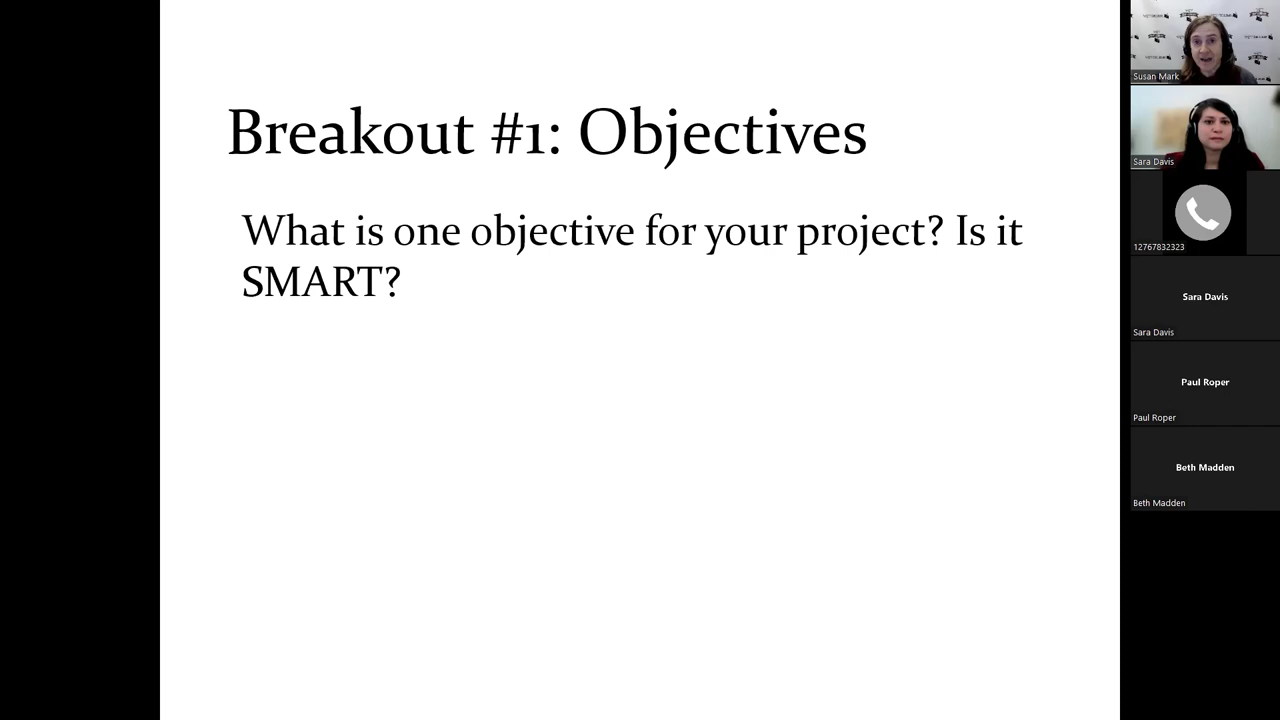 Breakout #1: Objectives
What is one objective for your project? Is it
SMART?
Susan Mark
Sara Davis
12767832323
Sara Davis
Sara Davis
Paul Roper
Paul Roper
Beth Madden
Beth Madden